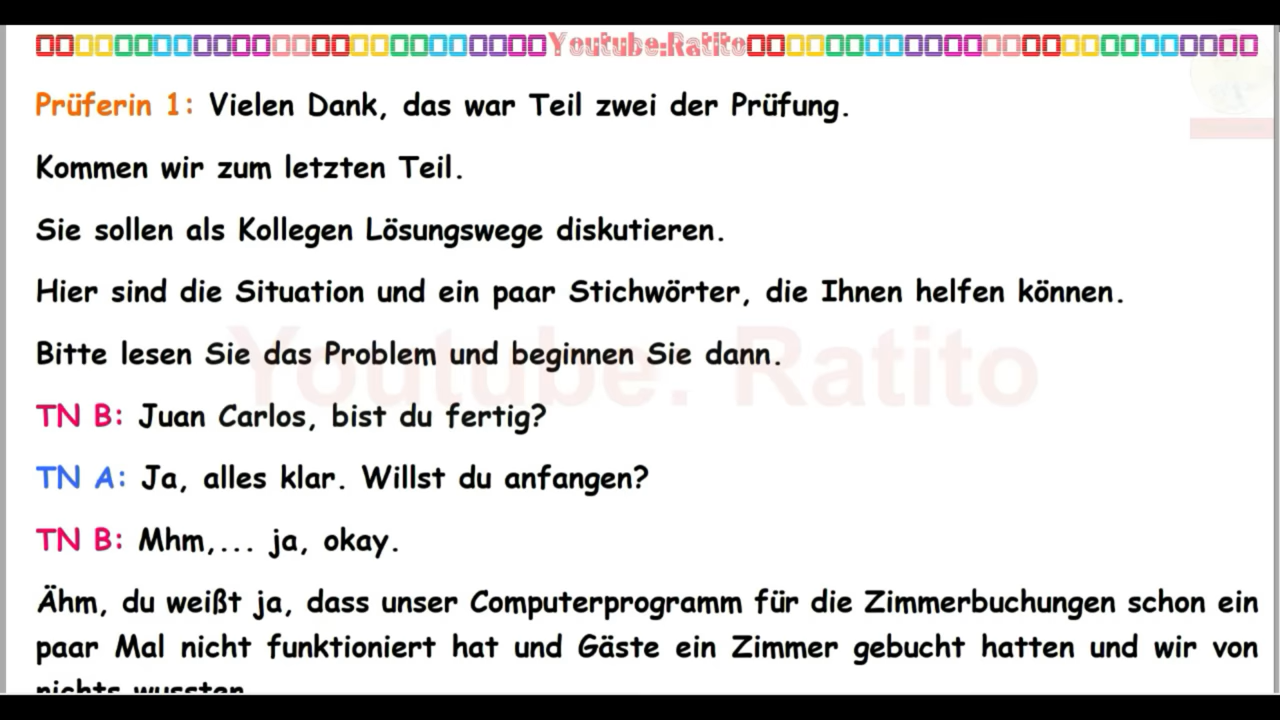 Youtube:Ratito
Prüferin 1: Vielen Dank, das war Teil zwei der Prüfung.
Kommen wir zum letzten Teil.
Sie sollen als Kollegen Lösungswege diskutieren.
Hier sind die Situation und ein paar Stichwörter, die Ihnen helfen können.
Bitte lesen Sie das Problem und beginnen Sie dann.
Youtube. Ratito
TN B: Juan Carlos, bist du fertig?
TN A: Ja, alles klar. Willst du anfangen?
TN B: Mhm,... ja, okay.
Ähm, du weißt ja, dass unser Computerprogramm für die Zimmerbuchungen schon ein
paar Mal nicht funktioniert hat und Gäste ein Zimmer gebucht hatten und wir von
nichts wussten